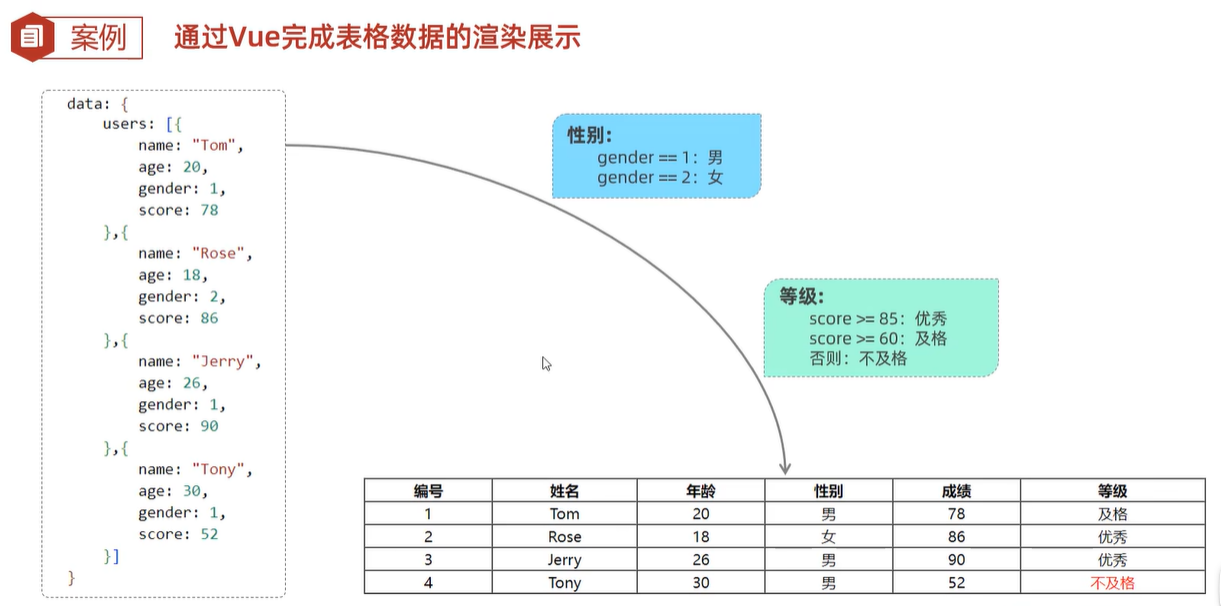 案例
通过Vue完成表格数据的渲染展示
data: {
users: [{
name: "Tom",
age: 20,
gender: 1,
score: 78
},{
name: "Rose",
age: 18,
gender: 2,
score: 86
},{
name: "Jerry",
age: 26,
gender: 1,
score: 90
},{
name: "Tony",
age: 30,
gender: 1,
score: 52
}]
}
性别:
gender == 1：男
gender == 2：女
等级:
score >= 85：优秀
score >= 60：及格
否则：不及格
编号 姓名 年龄 性别 成绩 等级
1 Tom 20 男 78 及格
2 Rose 18 女 86 优秀
3 Jerry 26 男 90 优秀
4 Tony 30 男 52 不及格